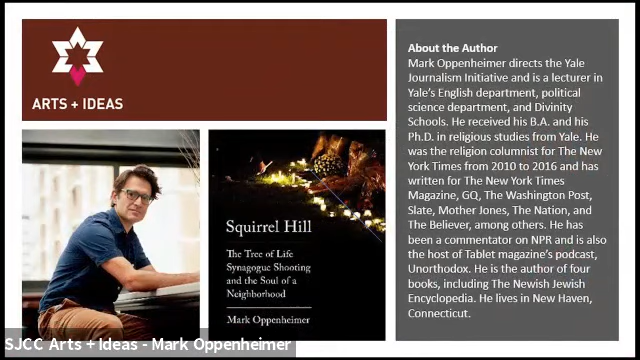 ARTS + IDEAS
Squirrel Hill
The Tree of Life
Synagogue Shooting
and the Soul of a
Neighborhood
Mark Oppenheimer
About the Author
Mark Oppenheimer directs the Yale
Journalism Initiative and is a lecturer in
Yale's English department, political
science department, and Divinity
Schools. He received his B.A. and his
Ph.D. in religious studies from Yale. He
was the religion columnist for The New
York Times from 2010 to 2016 and has
written for The New York Times
Magazine, GQ, The Washington Post,
Slate, Mother Jones, The Nation, and
The Believer, among others. He has
been a commentator on NPR and is also
the host of Tablet magazine's podcast,
Unorthodox. He is the author of four
books, including The Newish Jewish
Encyclopedia. He lives in New Haven,
Connecticut.
SJCC Arts + Ideas - Mark Oppenheimer